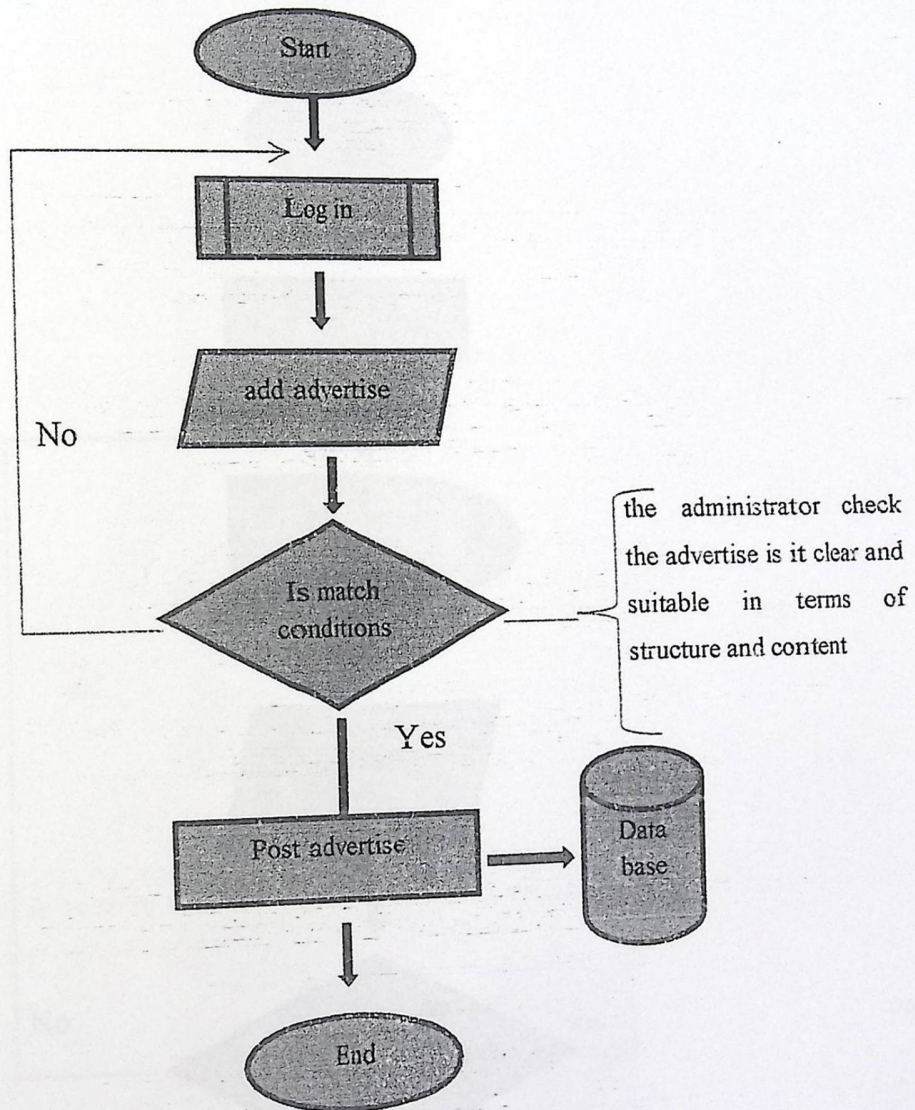 Start
Log in
add advertise
No
Is match
conditions
the administrator check
the advertise is it clear and
suitable in terms of
structure and content
Yes
Post advertise
Data
base
End